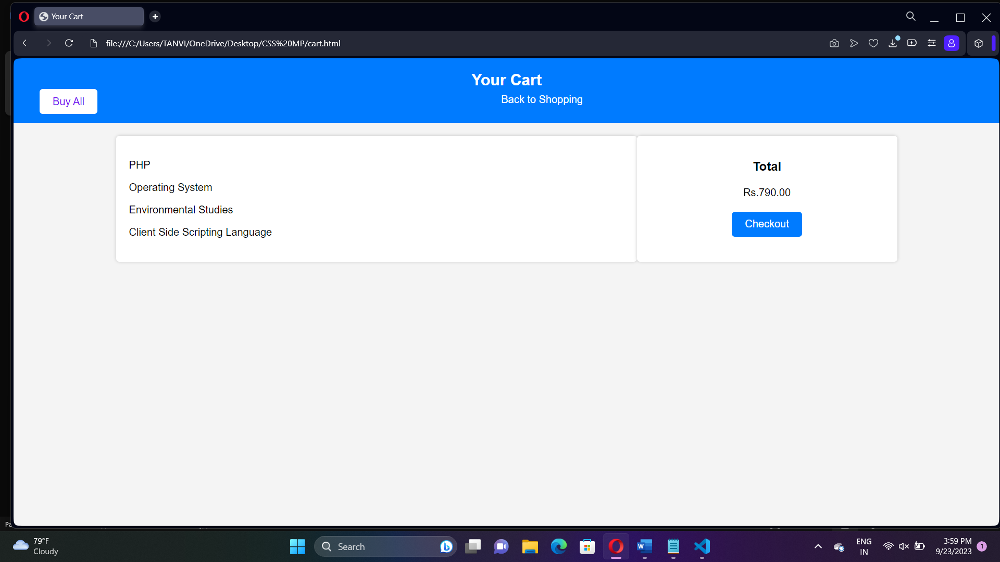 Your Cart
file:///C:/Users/TANVI/OneDrive/Desktop/CSS%20MP/cart.html
Your Cart
Back to Shopping
Buy All
PHP
Operating System
Environmental Studies
Client Side Scripting Language
Total
Rs.790.00
Checkout
79°F
Cloudy
Search
ENG
IN
3:59 PM
9/23/2023
1